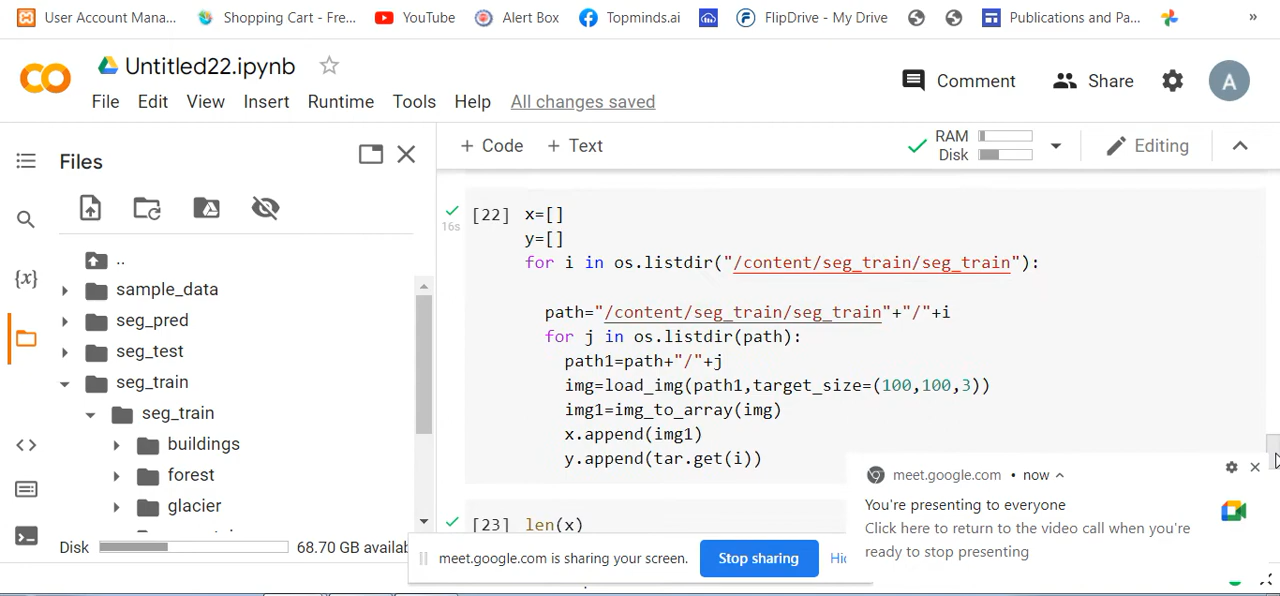 User Account Mana...
Shopping Cart - Free...
YouTube
Alert Box
Topminds.ai
FlipDrive - My Drive
Publications and Pa...
»
CO
Untitled22.ipynb
File Edit View Insert Runtime Tools Help All changes saved
Comment
Share
A
Files
+ Code + Text
RAM
Disk
Editing
{x}
..
sample_data
seg_pred
seg_test
seg_train
seg_train
buildings
forest
glacier
Disk
68.70 GB availab
[22]
16s
x=[]
y=[]
for i in os.listdir("/content/seg_train/seg_train"):
path="/content/seg_train/seg_train"+"/"+i
for j in os.listdir(path):
path1=path+"/"+j
img=load_img(path1,target_size=(100,100,3))
img1=img_to_array(img)
x.append(img1)
y.append(tar.get(i))
[23] len(x)
meet.google.com • now
You're presenting to everyone
Click here to return to the video call when you're
ready to stop presenting
meet.google.com is sharing your screen.
Stop sharing
Hid